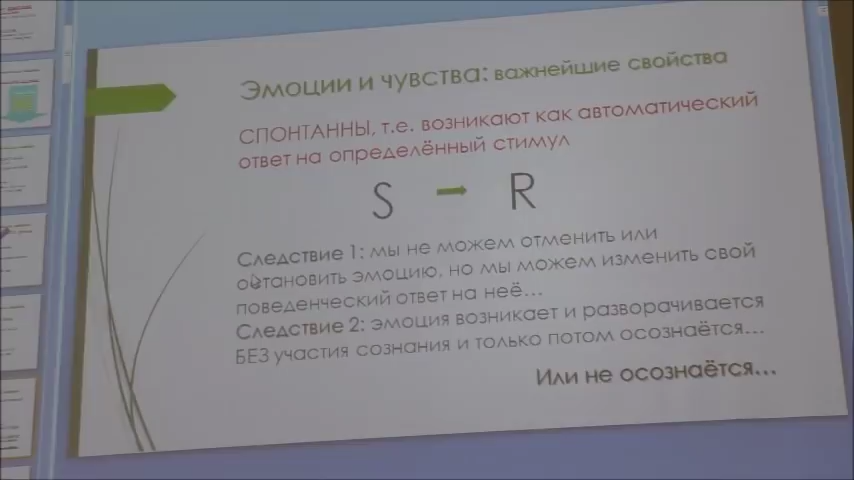 Эмоции и чувства: важнейшие свойства
СПОНТАННЫ, т.е. возникают как автоматический
ответ на определённый стимул
S → R
Следствие 1: мы не можем отменить или
остановить эмоцию, но мы можем изменить свой
поведенческий ответ на неё...
Следствие 2: эмоция возникает и разворачивается
БЕЗ участия сознания и только потом осознаётся...
Или не осознаётся...